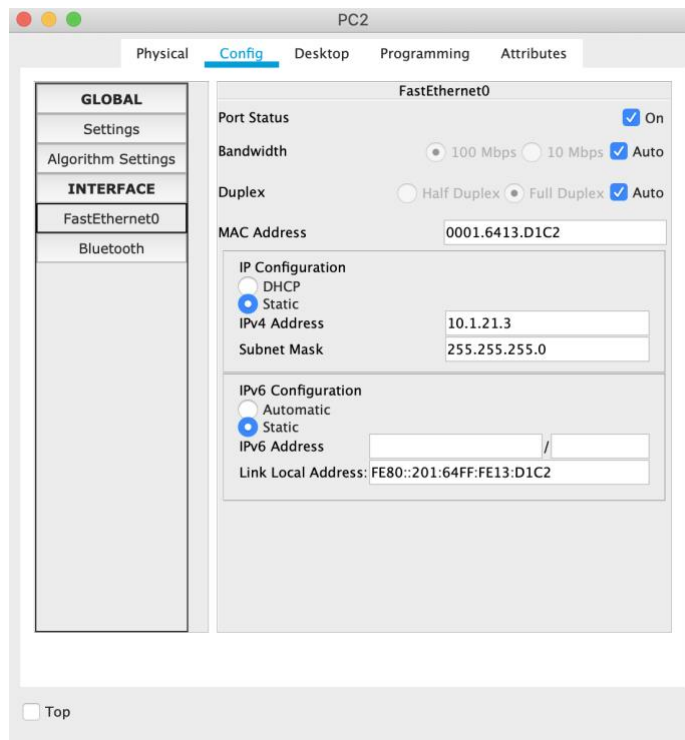 PC2
Physical Config Desktop Programming Attributes
GLOBAL
Settings
Algorithm Settings
INTERFACE
FastEthernet0
Bluetooth
FastEthernet0
Port Status On
Bandwidth 100 Mbps 10 Mbps Auto
Duplex Half Duplex Full Duplex Auto
MAC Address 0001.6413.D1C2
IP Configuration
DHCP
Static
IPv4 Address 10.1.21.3
Subnet Mask 255.255.255.0
IPv6 Configuration
Automatic
Static
IPv6 Address /
Link Local Address: FE80::201:64FF:FE13:D1C2
Top